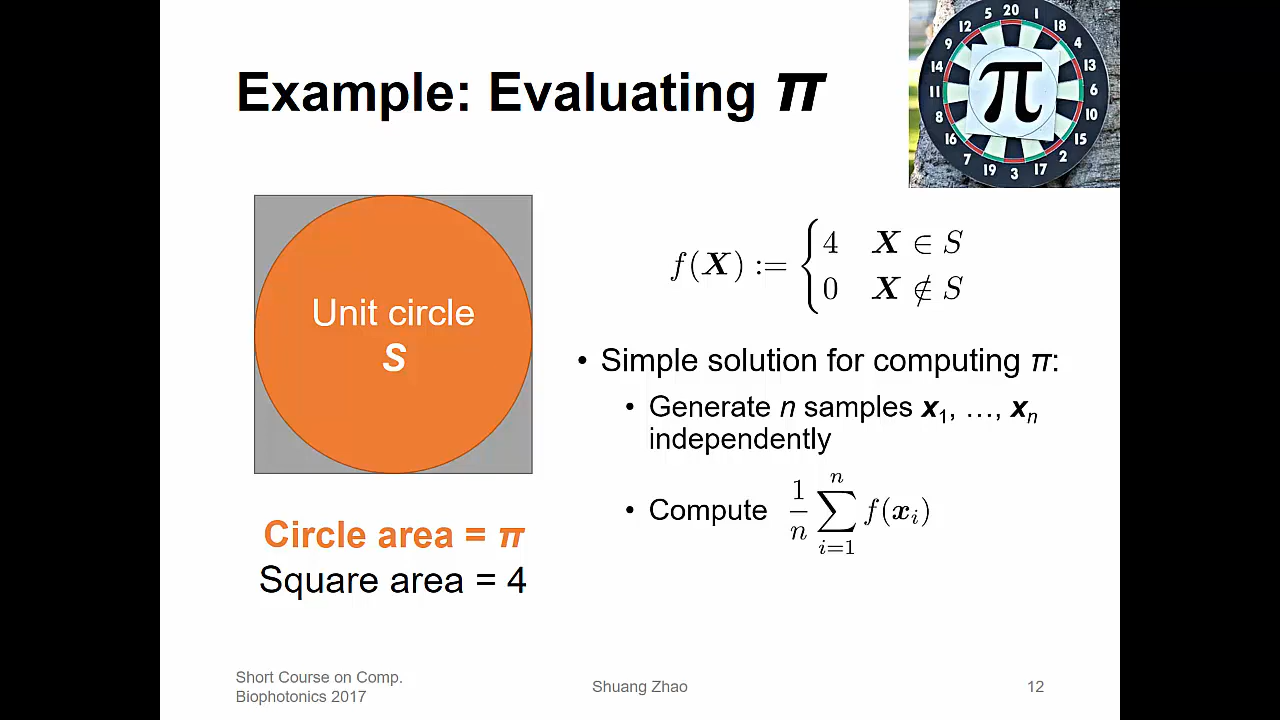 Example: Evaluating π
5 20 1 18 4 13 6 10 15 2 17 3 19 7 16 8 11 14 9 12
π
Unit circle
S
Circle area = π
Square area = 4
f(X) := { 4 X ∈ S
0 X ∉ S
• Simple solution for computing π:
• Generate n samples x₁, …, xₙ
independently
• Compute 1/n ∑_{i=1}^{n} f(x_i)
Short Course on Comp.
Biophotonics 2017
Shuang Zhao
12